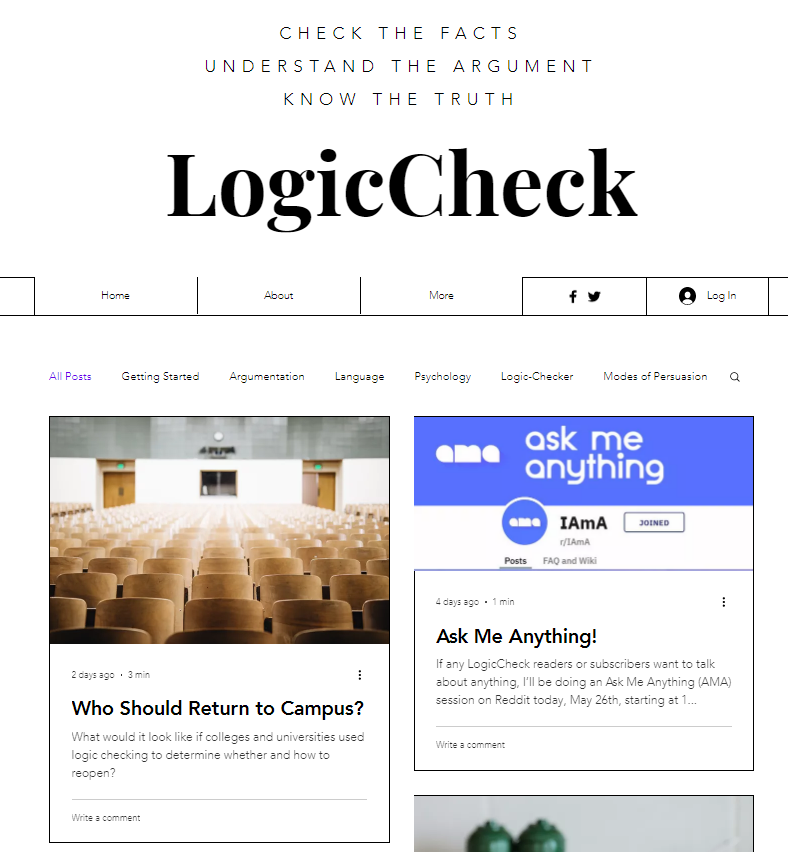 CHECK THE FACTS
UNDERSTAND THE ARGUMENT
KNOW THE TRUTH
LogicCheck
Home
About
More
Log In
All Posts
Getting Started
Argumentation
Language
Psychology
Logic-Checker
Modes of Persuasion
2 days ago · 3 min
Who Should Return to Campus?
What would it look like if colleges and universities used
logic checking to determine whether and how to
reopen?
Write a comment
ama
ask me
anything
ama
IAmA
JOINED
r/IAmA
Posts
FAQ and Wiki
4 days ago · 1 min
Ask Me Anything!
If any LogicCheck readers or subscribers want to talk
about anything, I'll be doing an Ask Me Anything (AMA)
session on Reddit today, May 26th, starting at 1...
Write a comment